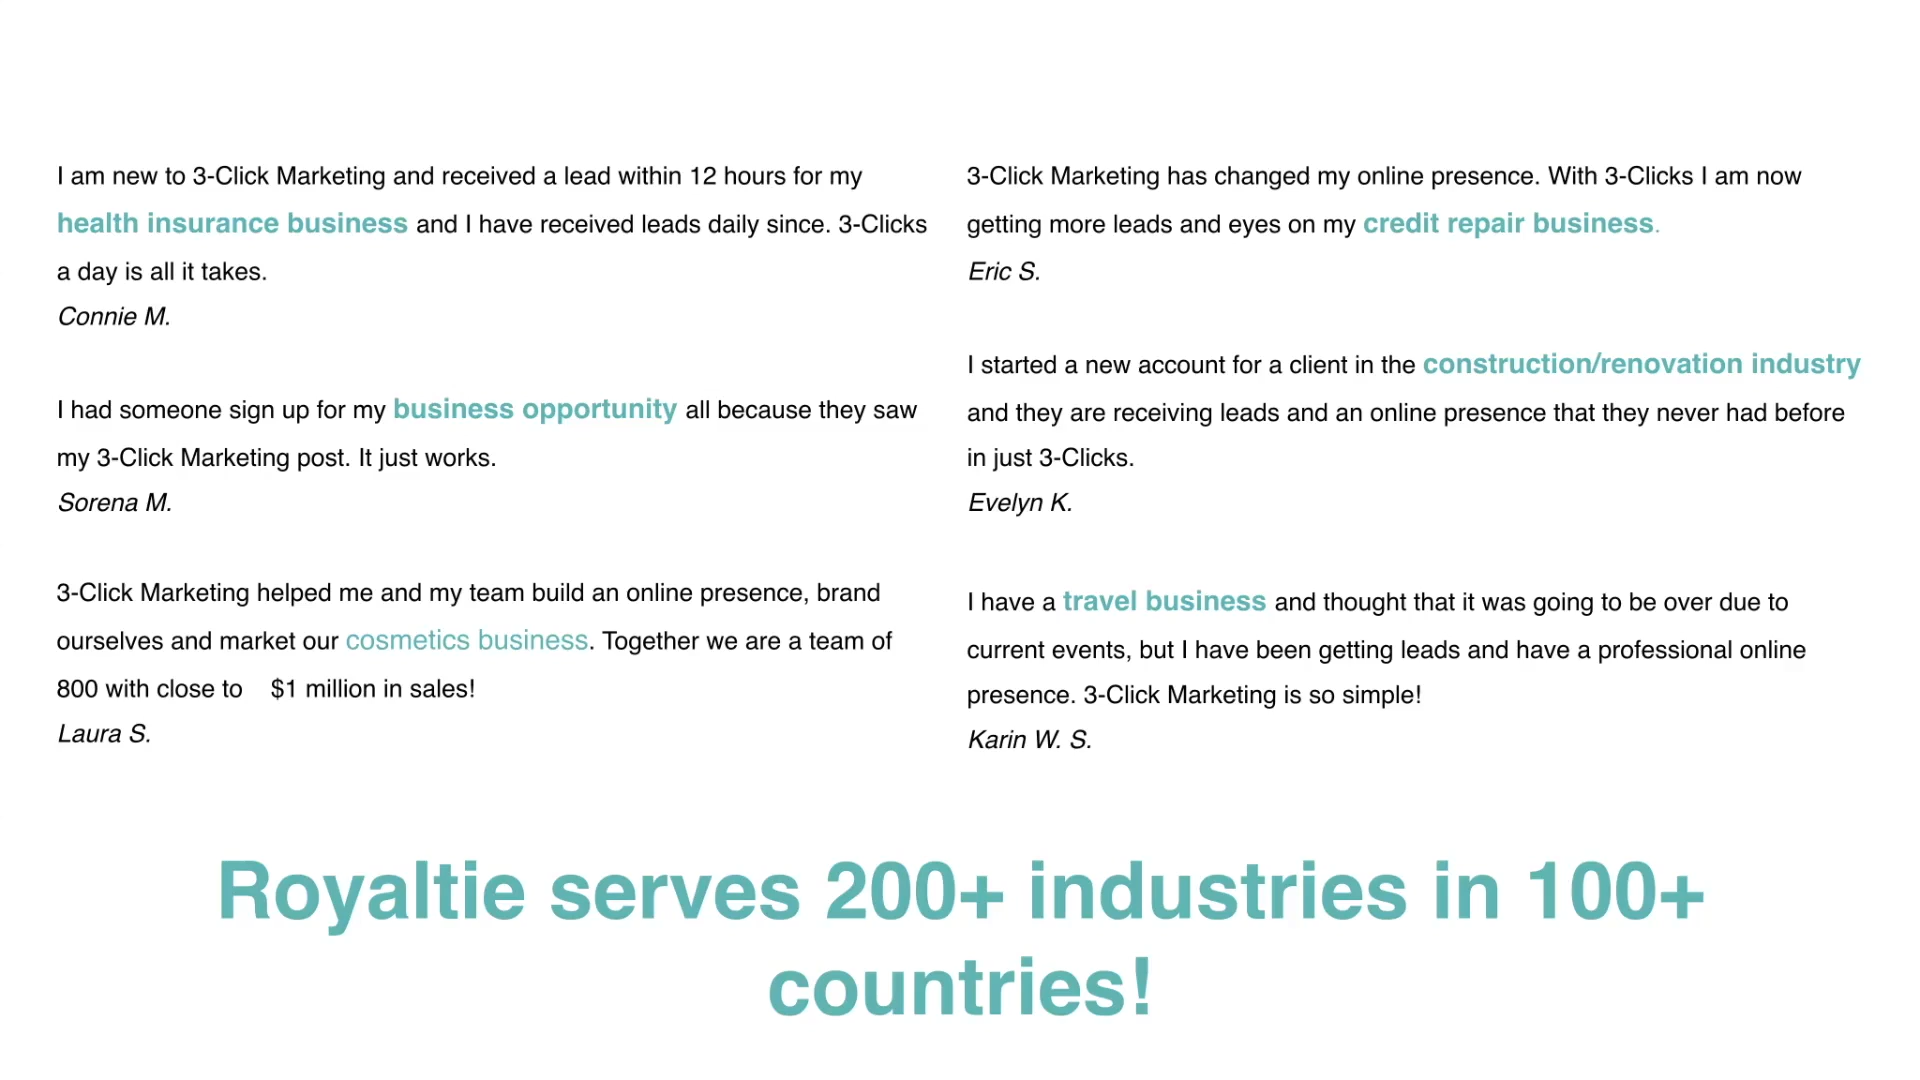 I am new to 3-Click Marketing and received a lead within 12 hours for my
health insurance business and I have received leads daily since. 3-Clicks
a day is all it takes.
Connie M.
I had someone sign up for my business opportunity all because they saw
my 3-Click Marketing post. It just works.
Sorena M.
3-Click Marketing helped me and my team build an online presence, brand
ourselves and market our cosmetics business. Together we are a team of
800 with close to $1 million in sales!
Laura S.
3-Click Marketing has changed my online presence. With 3-Clicks I am now
getting more leads and eyes on my credit repair business.
Eric S.
I started a new account for a client in the construction/renovation industry
and they are receiving leads and an online presence that they never had before
in just 3-Clicks.
Evelyn K.
I have a travel business and thought that it was going to be over due to
current events, but I have been getting leads and have a professional online
presence. 3-Click Marketing is so simple!
Karin W. S.
Royaltie serves 200+ industries in 100+
countries!